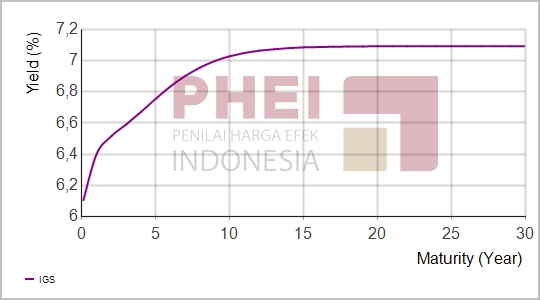 Yield (%)
7,2
7
6,8
6,6
6,4
6,2
6
PHEI
PENILAI HARGA EFEK
INDONESIA
0 5 10 15 20 25 30
Maturity (Year)
IGS